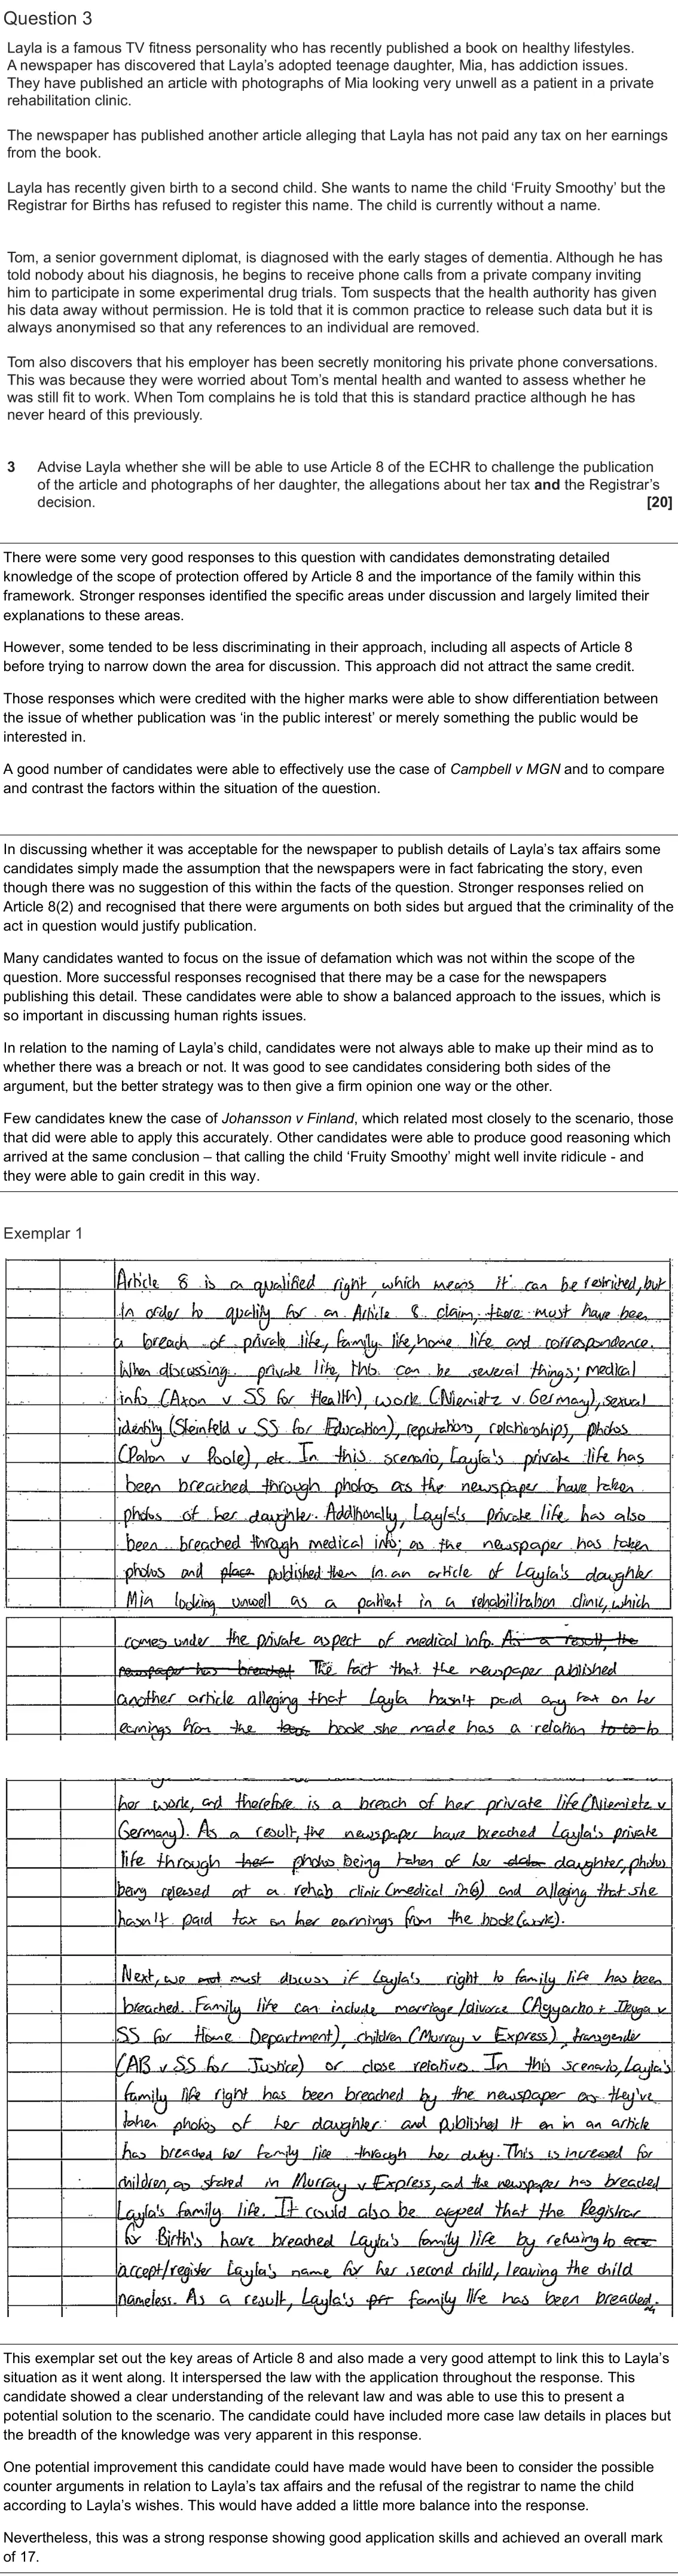 Question 3
Layla is a famous TV fitness personality who has recently published a book on healthy lifestyles.
A newspaper has discovered that Layla's adopted teenage daughter, Mia, has addiction issues.
They have published an article with photographs of Mia looking very unwell as a patient in a private
rehabilitation clinic.
The newspaper has published another article alleging that Layla has not paid any tax on her earnings
from the book.
Layla has recently given birth to a second child. She wants to name the child 'Fruity Smoothy' but the
Registrar for Births has refused to register this name. The child is currently without a name.
Tom, a senior government diplomat, is diagnosed with the early stages of dementia. Although he has
told nobody about his diagnosis, he begins to receive phone calls from a private company inviting
him to participate in some experimental drug trials. Tom suspects that the health authority has given
his data away without permission. He is told that it is common practice to release such data but it is
always anonymised so that any references to an individual are removed.
Tom also discovers that his employer has been secretly monitoring his private phone conversations.
This was because they were worried about Tom's mental health and wanted to assess whether he
was still fit to work. When Tom complains he is told that this is standard practice although he has
never heard of this previously.
3 Advise Layla whether she will be able to use Article 8 of the ECHR to challenge the publication
of the article and photographs of her daughter, the allegations about her tax and the Registrar's
decision. [20]
There were some very good responses to this question with candidates demonstrating detailed
knowledge of the scope of protection offered by Article 8 and the importance of the family within this
framework. Stronger responses identified the specific areas under discussion and largely limited their
explanations to these areas.
However, some tended to be less discriminating in their approach, including all aspects of Article 8
before trying to narrow down the area for discussion. This approach did not attract the same credit.
Those responses which were credited with the higher marks were able to show differentiation between
the issue of whether publication was 'in the public interest' or merely something the public would be
interested in.
A good number of candidates were able to effectively use the case of Campbell v MGN and to compare
and contrast the factors within the situation of the question.
In discussing whether it was acceptable for the newspaper to publish details of Layla's tax affairs some
candidates simply made the assumption that the newspapers were in fact fabricating the story, even
though there was no suggestion of this within the facts of the question. Stronger responses relied on
Article 8(2) and recognised that there were arguments on both sides but argued that the criminality of the
act in question would justify publication.
Many candidates wanted to focus on the issue of defamation which was not within the scope of the
question. More successful responses recognised that there may be a case for the newspapers
publishing this detail. These candidates were able to show a balanced approach to the issues, which is
so important in discussing human rights issues.
In relation to the naming of Layla's child, candidates were not always able to make up their mind as to
whether there was a breach or not. It was good to see candidates considering both sides of the
argument, but the better strategy was to then give a firm opinion one way or the other.
Few candidates knew the case of Johansson v Finland, which related most closely to the scenario, those
that did were able to apply this accurately. Other candidates were able to produce good reasoning which
arrived at the same conclusion – that calling the child 'Fruity Smoothy' might well invite ridicule - and
they were able to gain credit in this way.
Exemplar 1
Article 8 is a qualified right, which means it can be restricted, but
in order to qualify for an Article 8 claim, there must have been
a breach of private life, family life, home life and correspondence.
When discussing private life, this can be several things; medical
info (Axon v SS for Health), work (Niemietz v Germany), sexual
identity (Steinfeld v SS for Education), reputations, relationships, photos
(Dalon v Poole), etc. In this scenario, Layla's private life has
been breached through photos as the newspaper have taken
photos of her daughter. Additionally, Layla's private life has also
been breached through medical info; as the newspaper has taken
photos and place published them in an article of Layla's daughter
Mia looking unwell as a patient in a rehabilitation clinic, which
comes under the private aspect of medical info. As a result, the
newspaper has breached The fact that the newspaper published
another article alleging that Layla hasn't paid any tax on her
earnings from the book she made has a relation to to to
her work, and therefore is a breach of her private life (Niemietz v
Germany). As a result, the newspaper have breached Layla's private
life through her photos being taken of her daughter, photos
being released at a rehab clinic (medical info) and alleging that she
hasn't paid tax on her earnings from the book (work).
Next, we must discuss if Layla's right to family life has been
breached. Family life can include marriage/divorce (Agyarko + Ikuga v
SS for Home Department), children (Murray v Express), transgender
(AB v SS for Justice) or close relatives. In this scenario, Layla's
family life right has been breached by the newspaper as they've
taken photos of her daughter and published it in an article
has breached her family life through her duty. This is increased for
children, as stated in Murray v Express, and the newspaper has breached
Layla's family life. It could also be argued that the Registrar
for Birth's have breached Layla's family life by refusing to
accept/register Layla's name for her second child, leaving the child
nameless. As a result, Layla's family life has been breached.
This exemplar set out the key areas of Article 8 and also made a very good attempt to link this to Layla's
situation as it went along. It interspersed the law with the application throughout the response. This
candidate showed a clear understanding of the relevant law and was able to use this to present a
potential solution to the scenario. The candidate could have included more case law details in places but
the breadth of the knowledge was very apparent in this response.
One potential improvement this candidate could have made would have been to consider the possible
counter arguments in relation to Layla's tax affairs and the refusal of the registrar to name the child
according to Layla's wishes. This would have added a little more balance into the response.
Nevertheless, this was a strong response showing good application skills and achieved an overall mark
of 17.